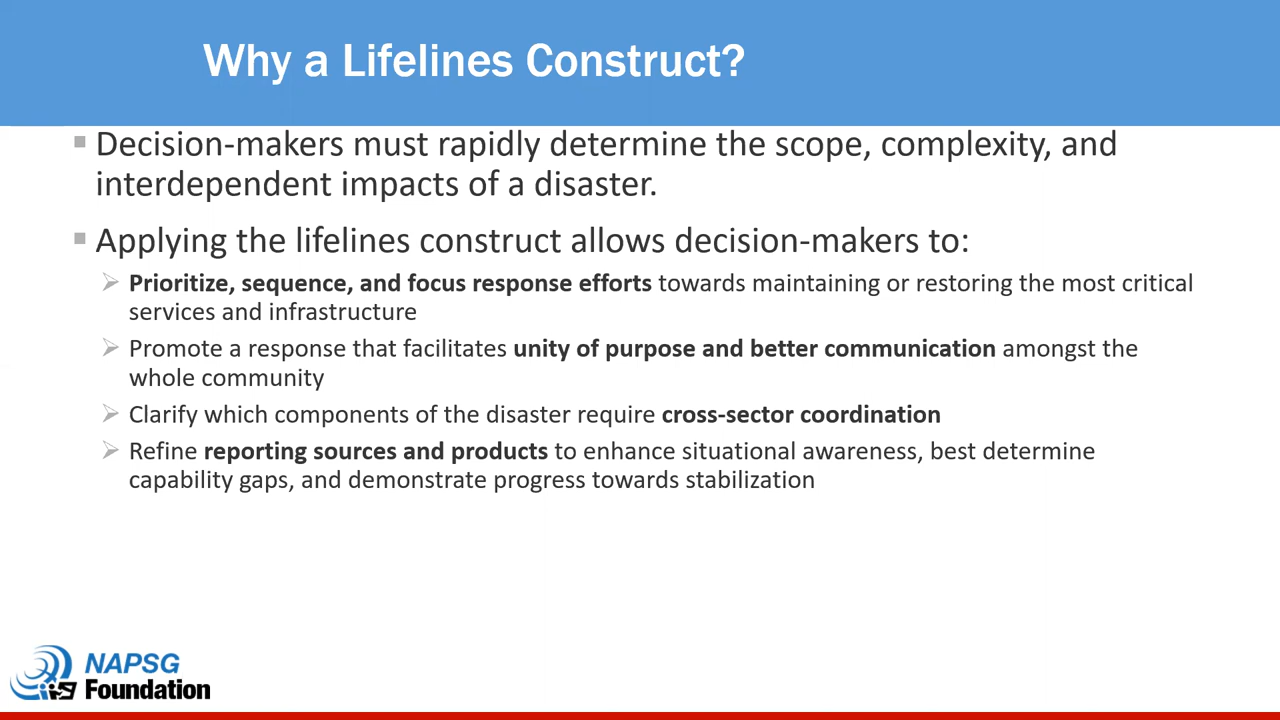 Why a Lifelines Construct?
Decision-makers must rapidly determine the scope, complexity, and
interdependent impacts of a disaster.
Applying the lifelines construct allows decision-makers to:
Prioritize, sequence, and focus response efforts towards maintaining or restoring the most critical
services and infrastructure
Promote a response that facilitates unity of purpose and better communication amongst the
whole community
Clarify which components of the disaster require cross-sector coordination
Refine reporting sources and products to enhance situational awareness, best determine
capability gaps, and demonstrate progress towards stabilization
NAPSG
Foundation